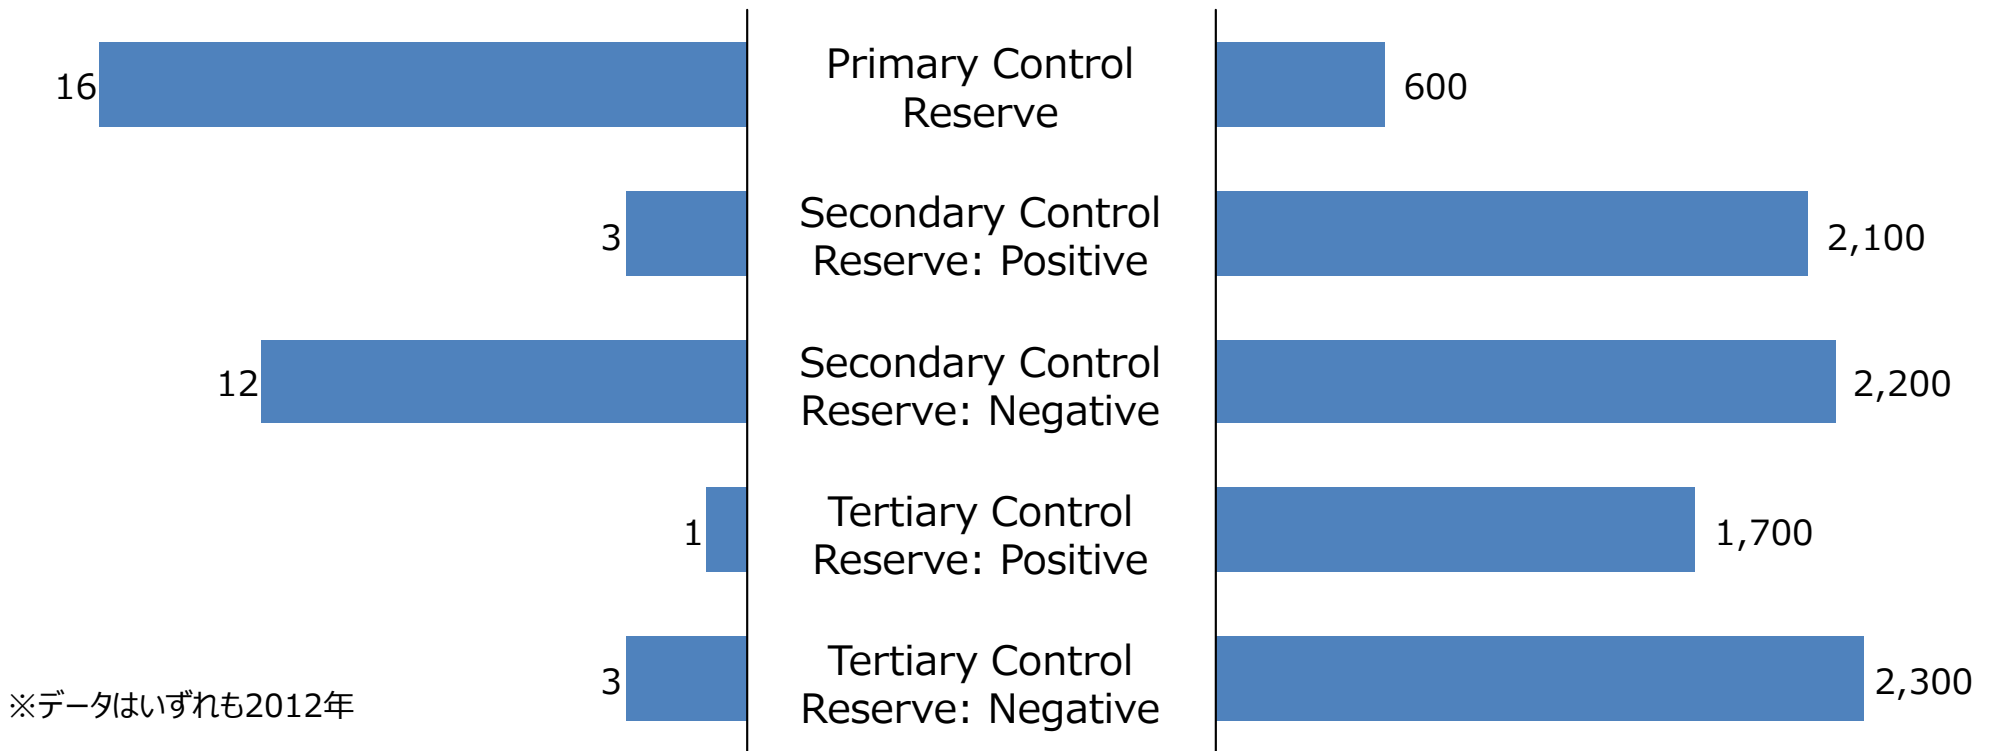 16
Primary Control
Reserve
600
3
Secondary Control
Reserve: Positive
2,100
12
Secondary Control
Reserve: Negative
2,200
1
Tertiary Control
Reserve: Positive
1,700
3
Tertiary Control
Reserve: Negative
2,300
※データはいずれも2012年